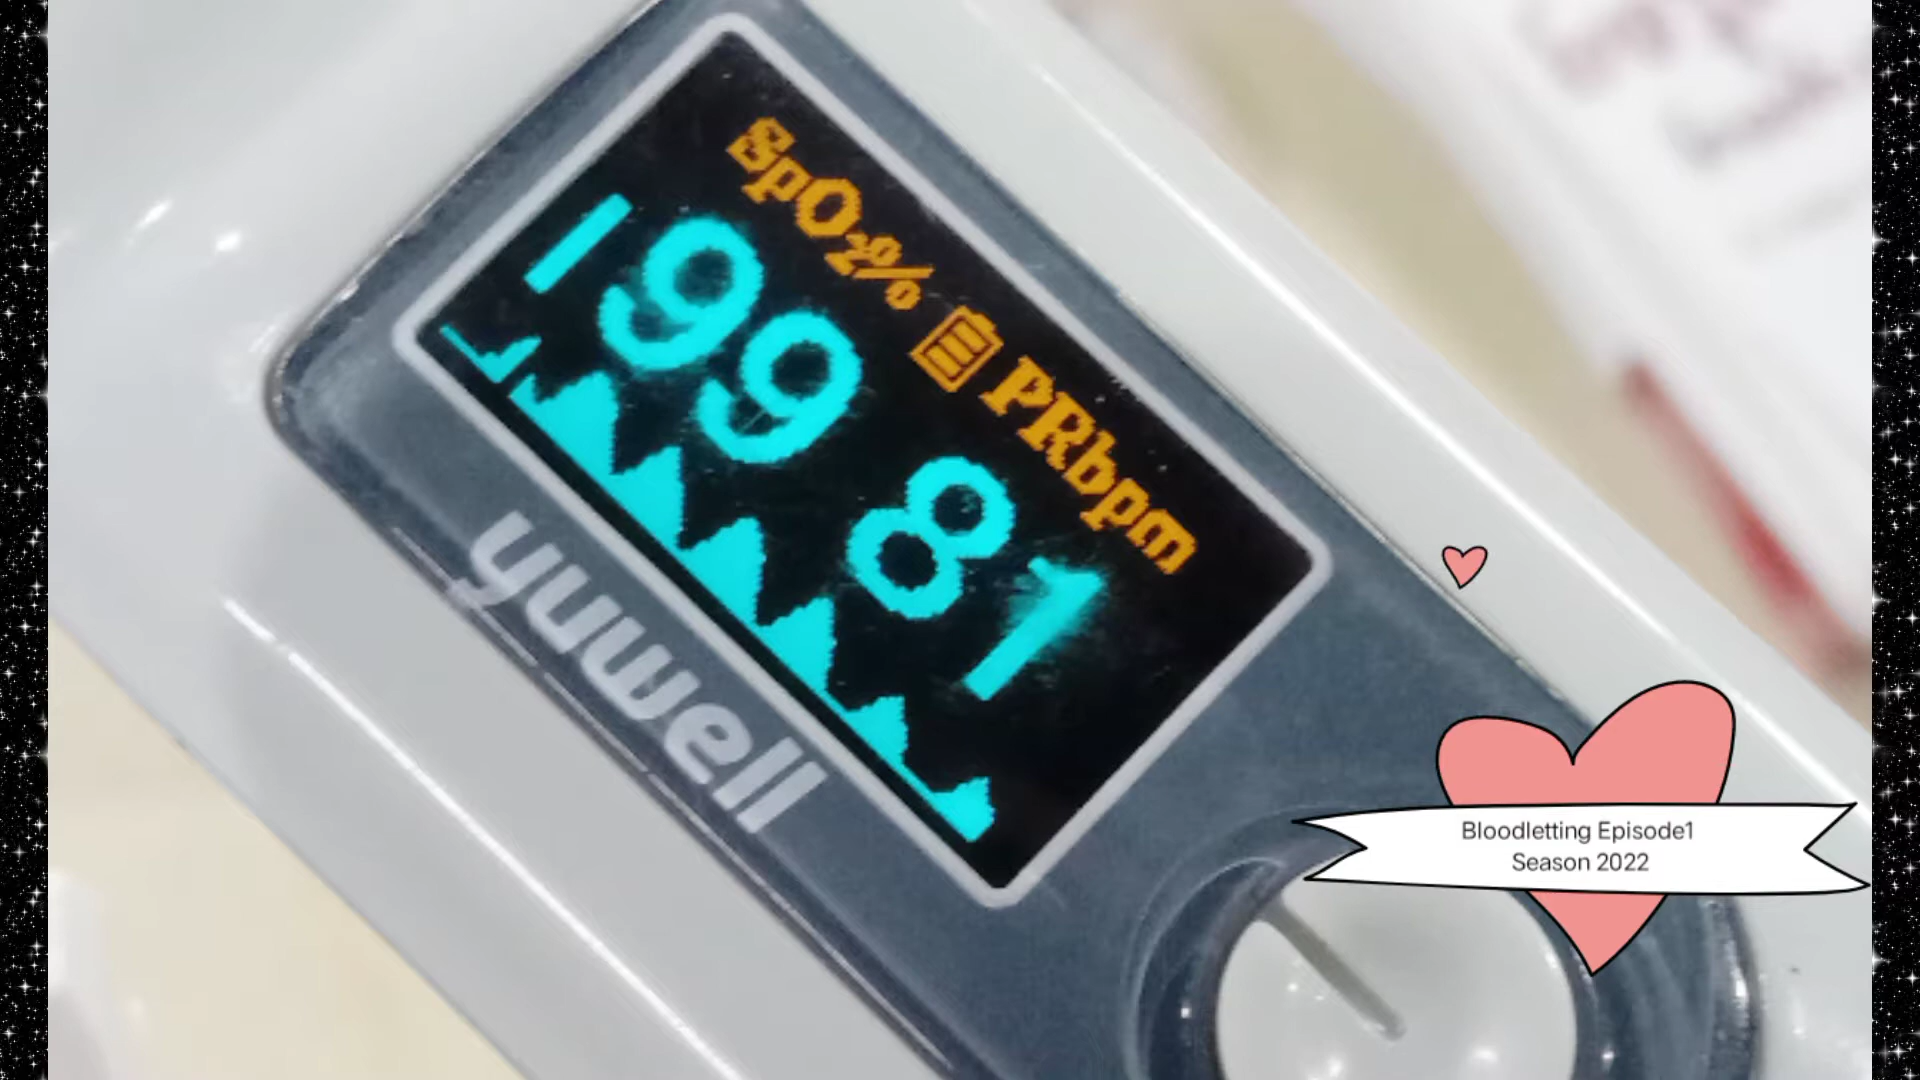 SpO₂% PRbpm
99 81
yuwell
Bloodletting Episode1
Season 2022